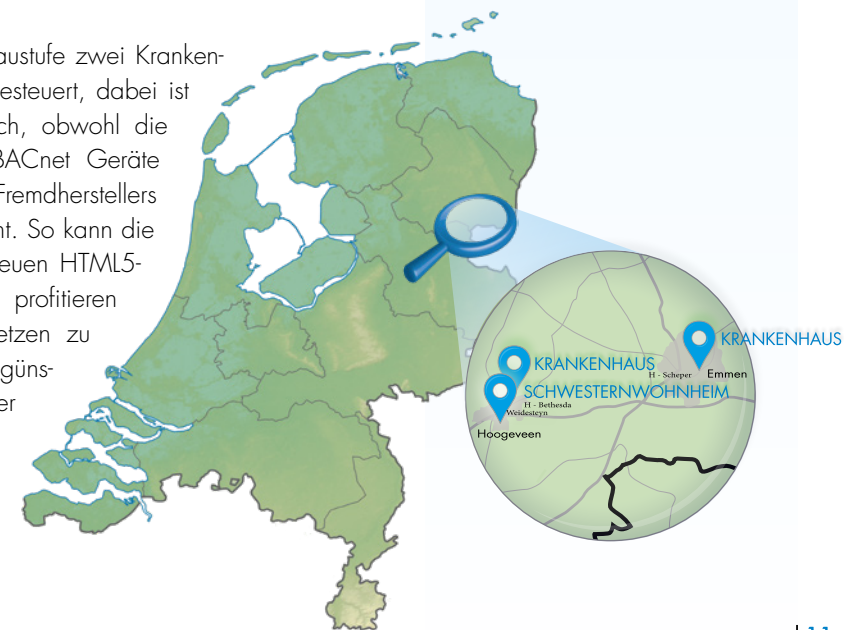 austufe zwei Kranken-
esteuert, dabei ist
ch, obwohl die
BACnet Geräte
Fremdherstellers
nt. So kann die
euen HTML5-
profitieren
etzen zu
güns-
er
KRANKENHAUS
KRANKENHAUS
H - Scheper
Emmen
SCHWESTERNWOHNHEIM
H - Bethesda
Weidesteyn
Hoogeveen